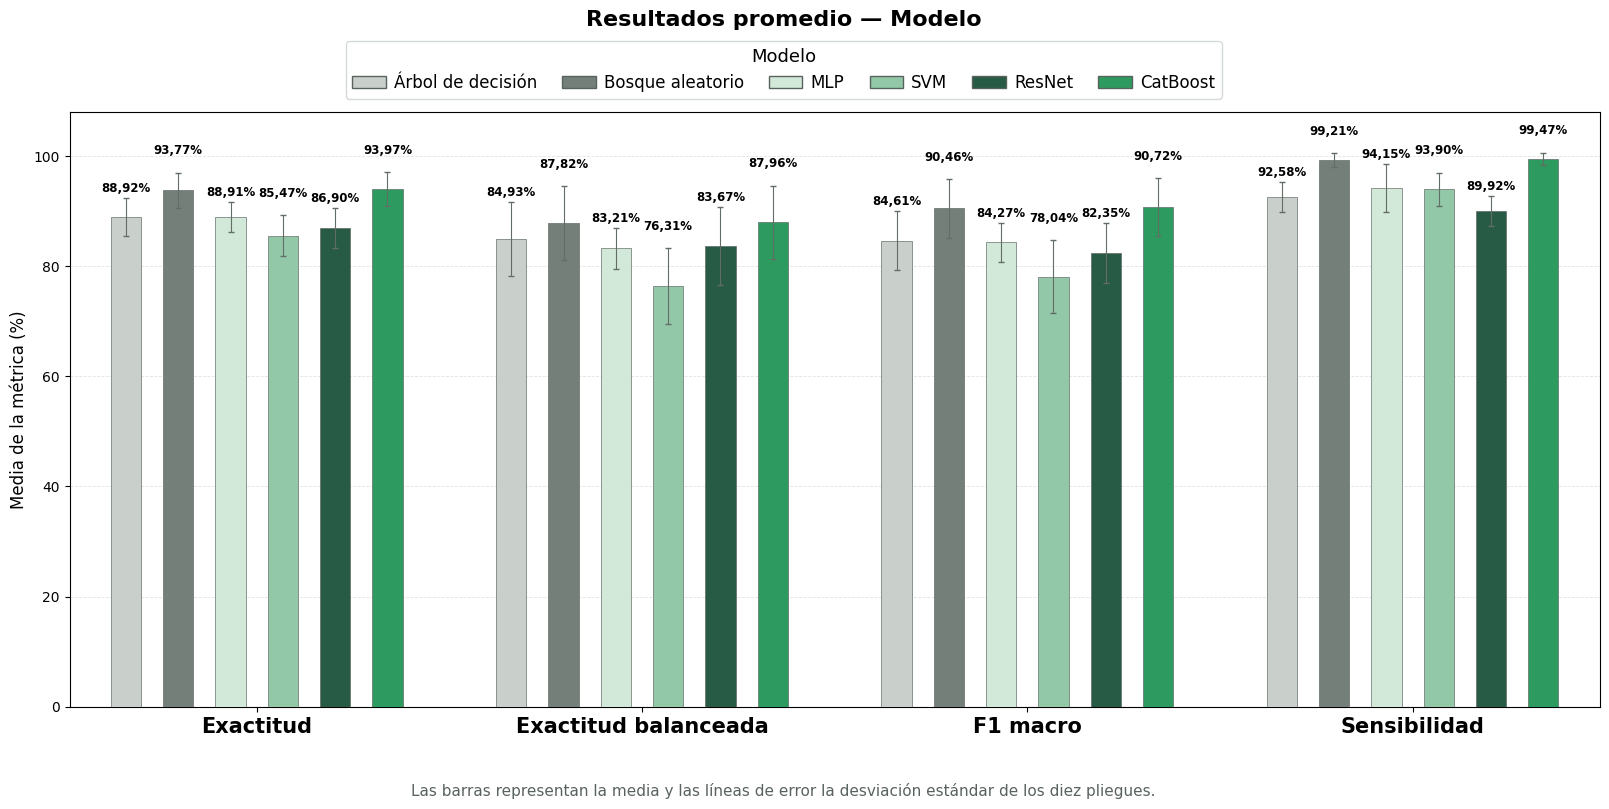 Resultados promedio — Modelo
Modelo
Árbol de decisión Bosque aleatorio MLP SVM ResNet CatBoost
Media de la métrica (%)
100
80
60
40
20
0
88,92% 93,77% 88,91% 85,47% 86,90% 93,97%
84,93% 87,82% 83,21% 76,31% 83,67% 87,96%
84,61% 90,46% 84,27% 78,04% 82,35% 90,72%
92,58% 99,21% 94,15% 93,90% 89,92% 99,47%
Exactitud Exactitud balanceada F1 macro Sensibilidad
Las barras representan la media y las líneas de error la desviación estándar de los diez pliegues.